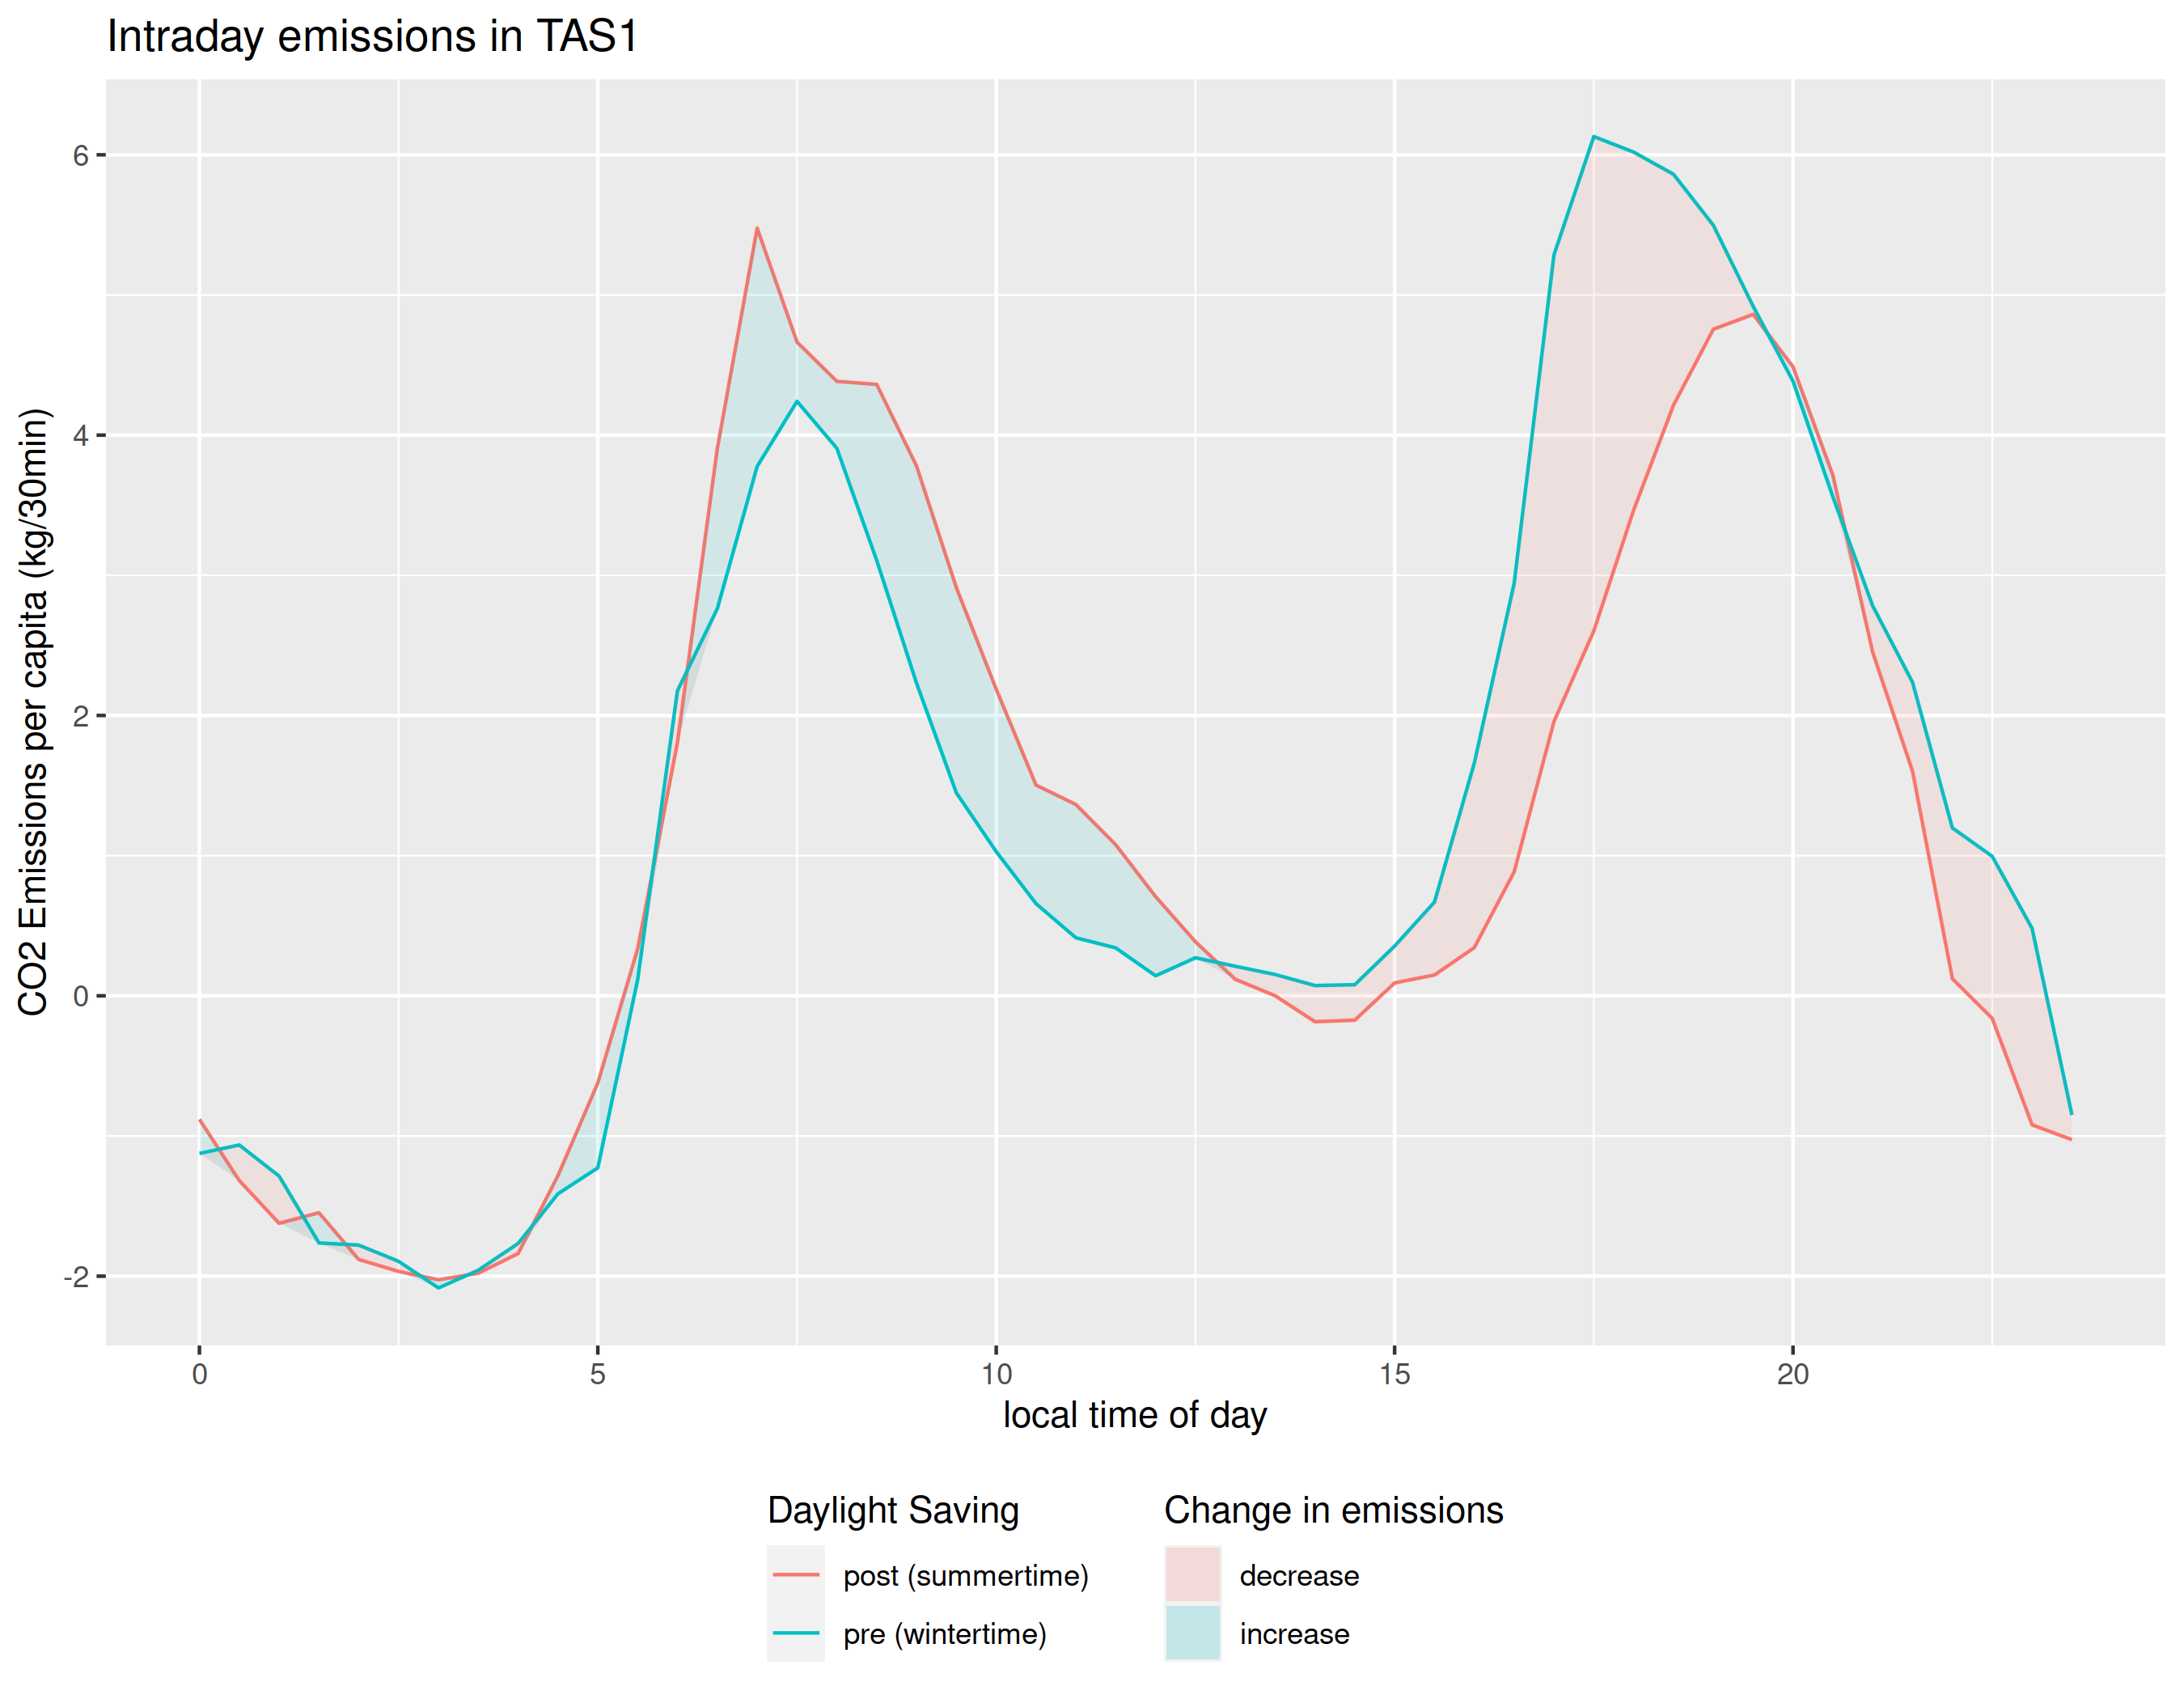 Intraday emissions in TAS1
CO2 Emissions per capita (kg/30min)
6
4
2
0
-2
0
5
10
15
20
local time of day
Daylight Saving
post (summertime)
pre (wintertime)
Change in emissions
decrease
increase